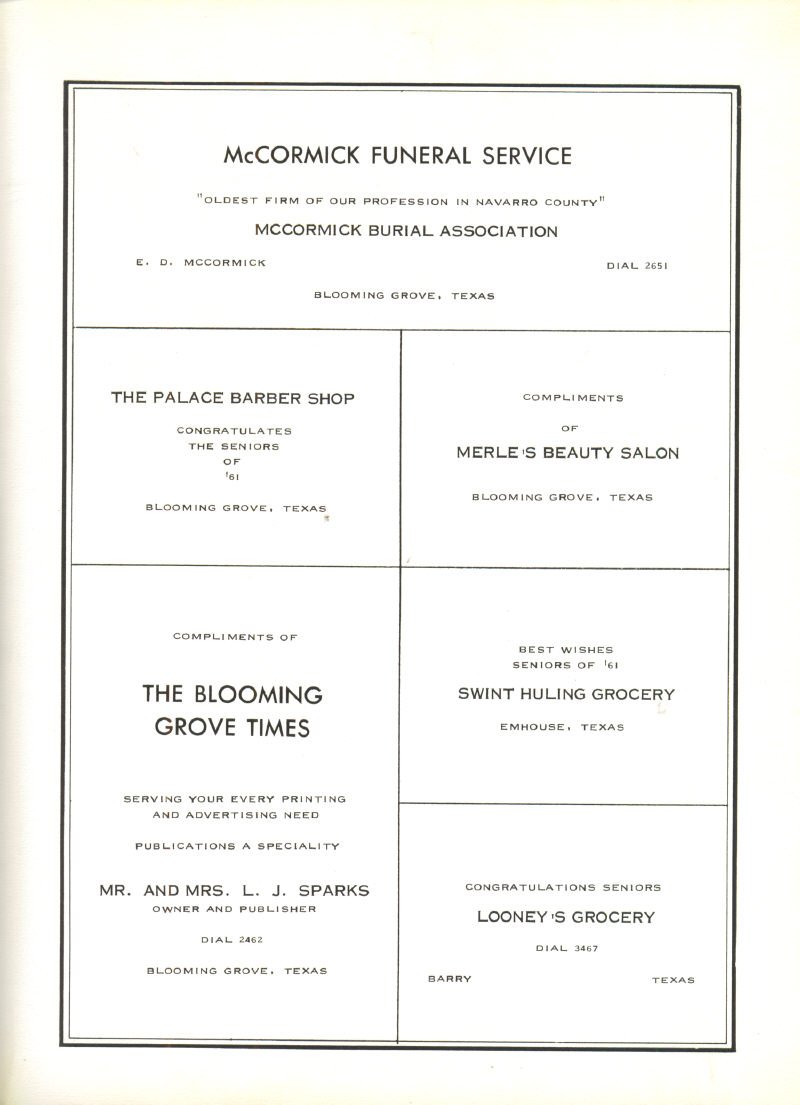 McCORMICK FUNERAL SERVICE
"OLDEST FIRM OF OUR PROFESSION IN NAVARRO COUNTY"
MCCORMICK BURIAL ASSOCIATION
E. D. MCCORMICK DIAL 2651
BLOOMING GROVE, TEXAS
THE PALACE BARBER SHOP
CONGRATULATES
THE SENIORS
OF
'61
BLOOMING GROVE, TEXAS
COMPLIMENTS
OF
MERLE'S BEAUTY SALON
BLOOMING GROVE, TEXAS
COMPLIMENTS OF
THE BLOOMING
GROVE TIMES
SERVING YOUR EVERY PRINTING
AND ADVERTISING NEED
PUBLICATIONS A SPECIALITY
MR. AND MRS. L. J. SPARKS
OWNER AND PUBLISHER
DIAL 2462
BLOOMING GROVE, TEXAS
BEST WISHES
SENIORS OF '61
SWINT HULING GROCERY
EMHOUSE, TEXAS
CONGRATULATIONS SENIORS
LOONEY'S GROCERY
DIAL 3467
BARRY TEXAS